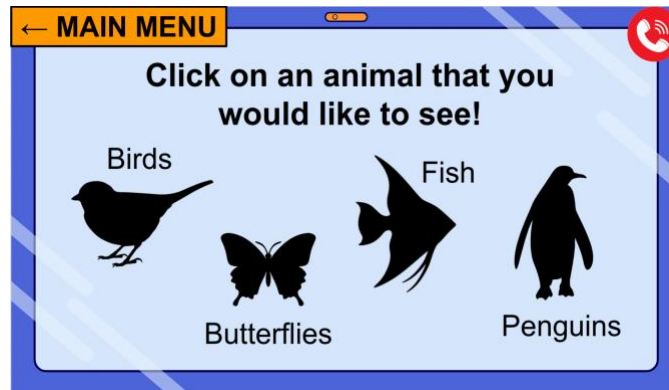 ← MAIN MENU
Click on an animal that you
would like to see!
Birds
Fish
Butterflies
Penguins